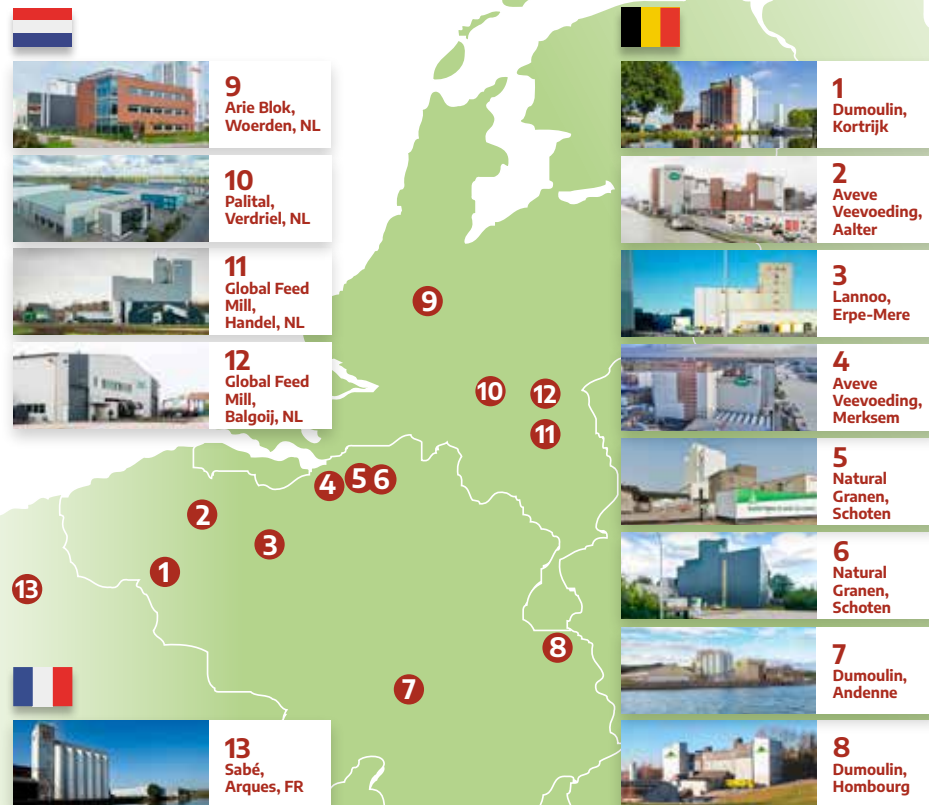 9
Arie Blok,
Woerden, NL
10
Palital,
Verdriel, NL
11
Global Feed
Mill,
Handel, NL
12
Global Feed
Mill,
Balgoij, NL
1
Dumoulin,
Kortrijk
2
Aveve
Veevoeding,
Aalter
3
Lannoo,
Erpe-Mere
4
Aveve
Veevoeding,
Merksem
5
Natural
Granen,
Schoten
6
Natural
Granen,
Schoten
7
Dumoulin,
Andenne
8
Dumoulin,
Hombourg
13
Sabé,
Arques, FR
9
10
12
11
4
5
6
2
3
1
13
8
7